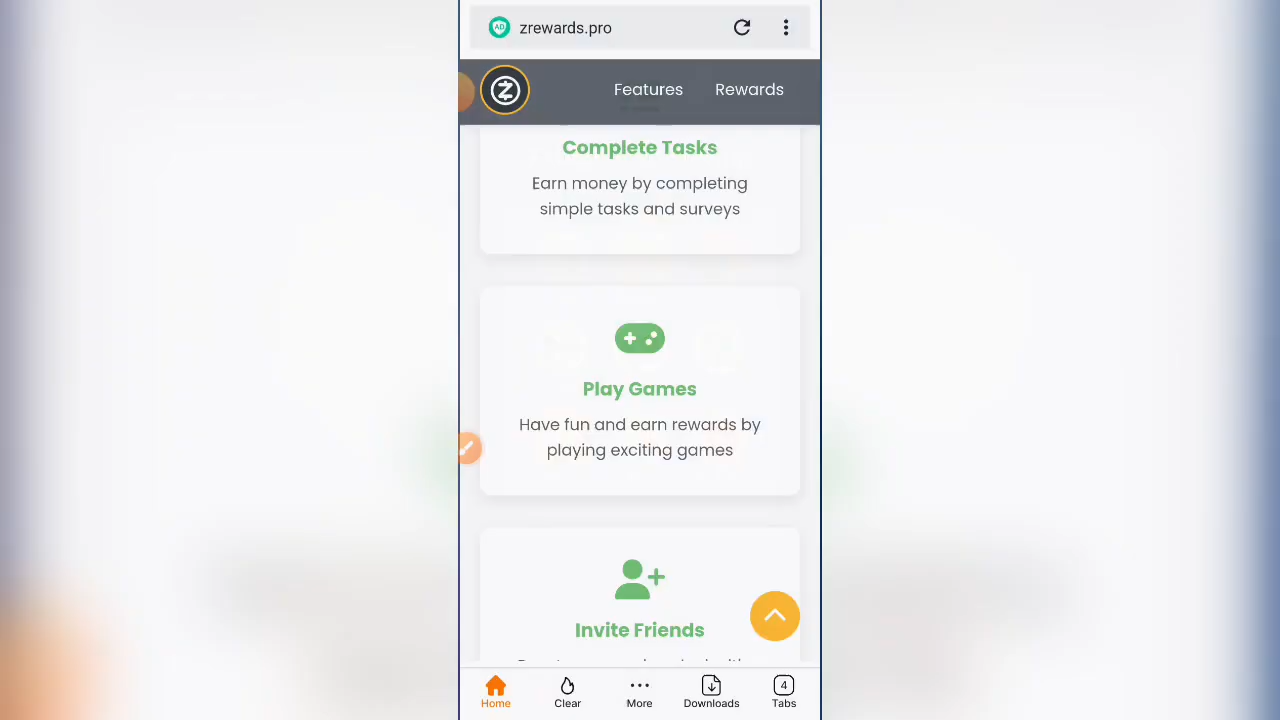 AD
zrewards.pro
Z
Features
Rewards
Complete Tasks
Earn money by completing
simple tasks and surveys
Play Games
Have fun and earn rewards by
playing exciting games
Invite Friends
Home
Clear
More
Downloads
4
Tabs